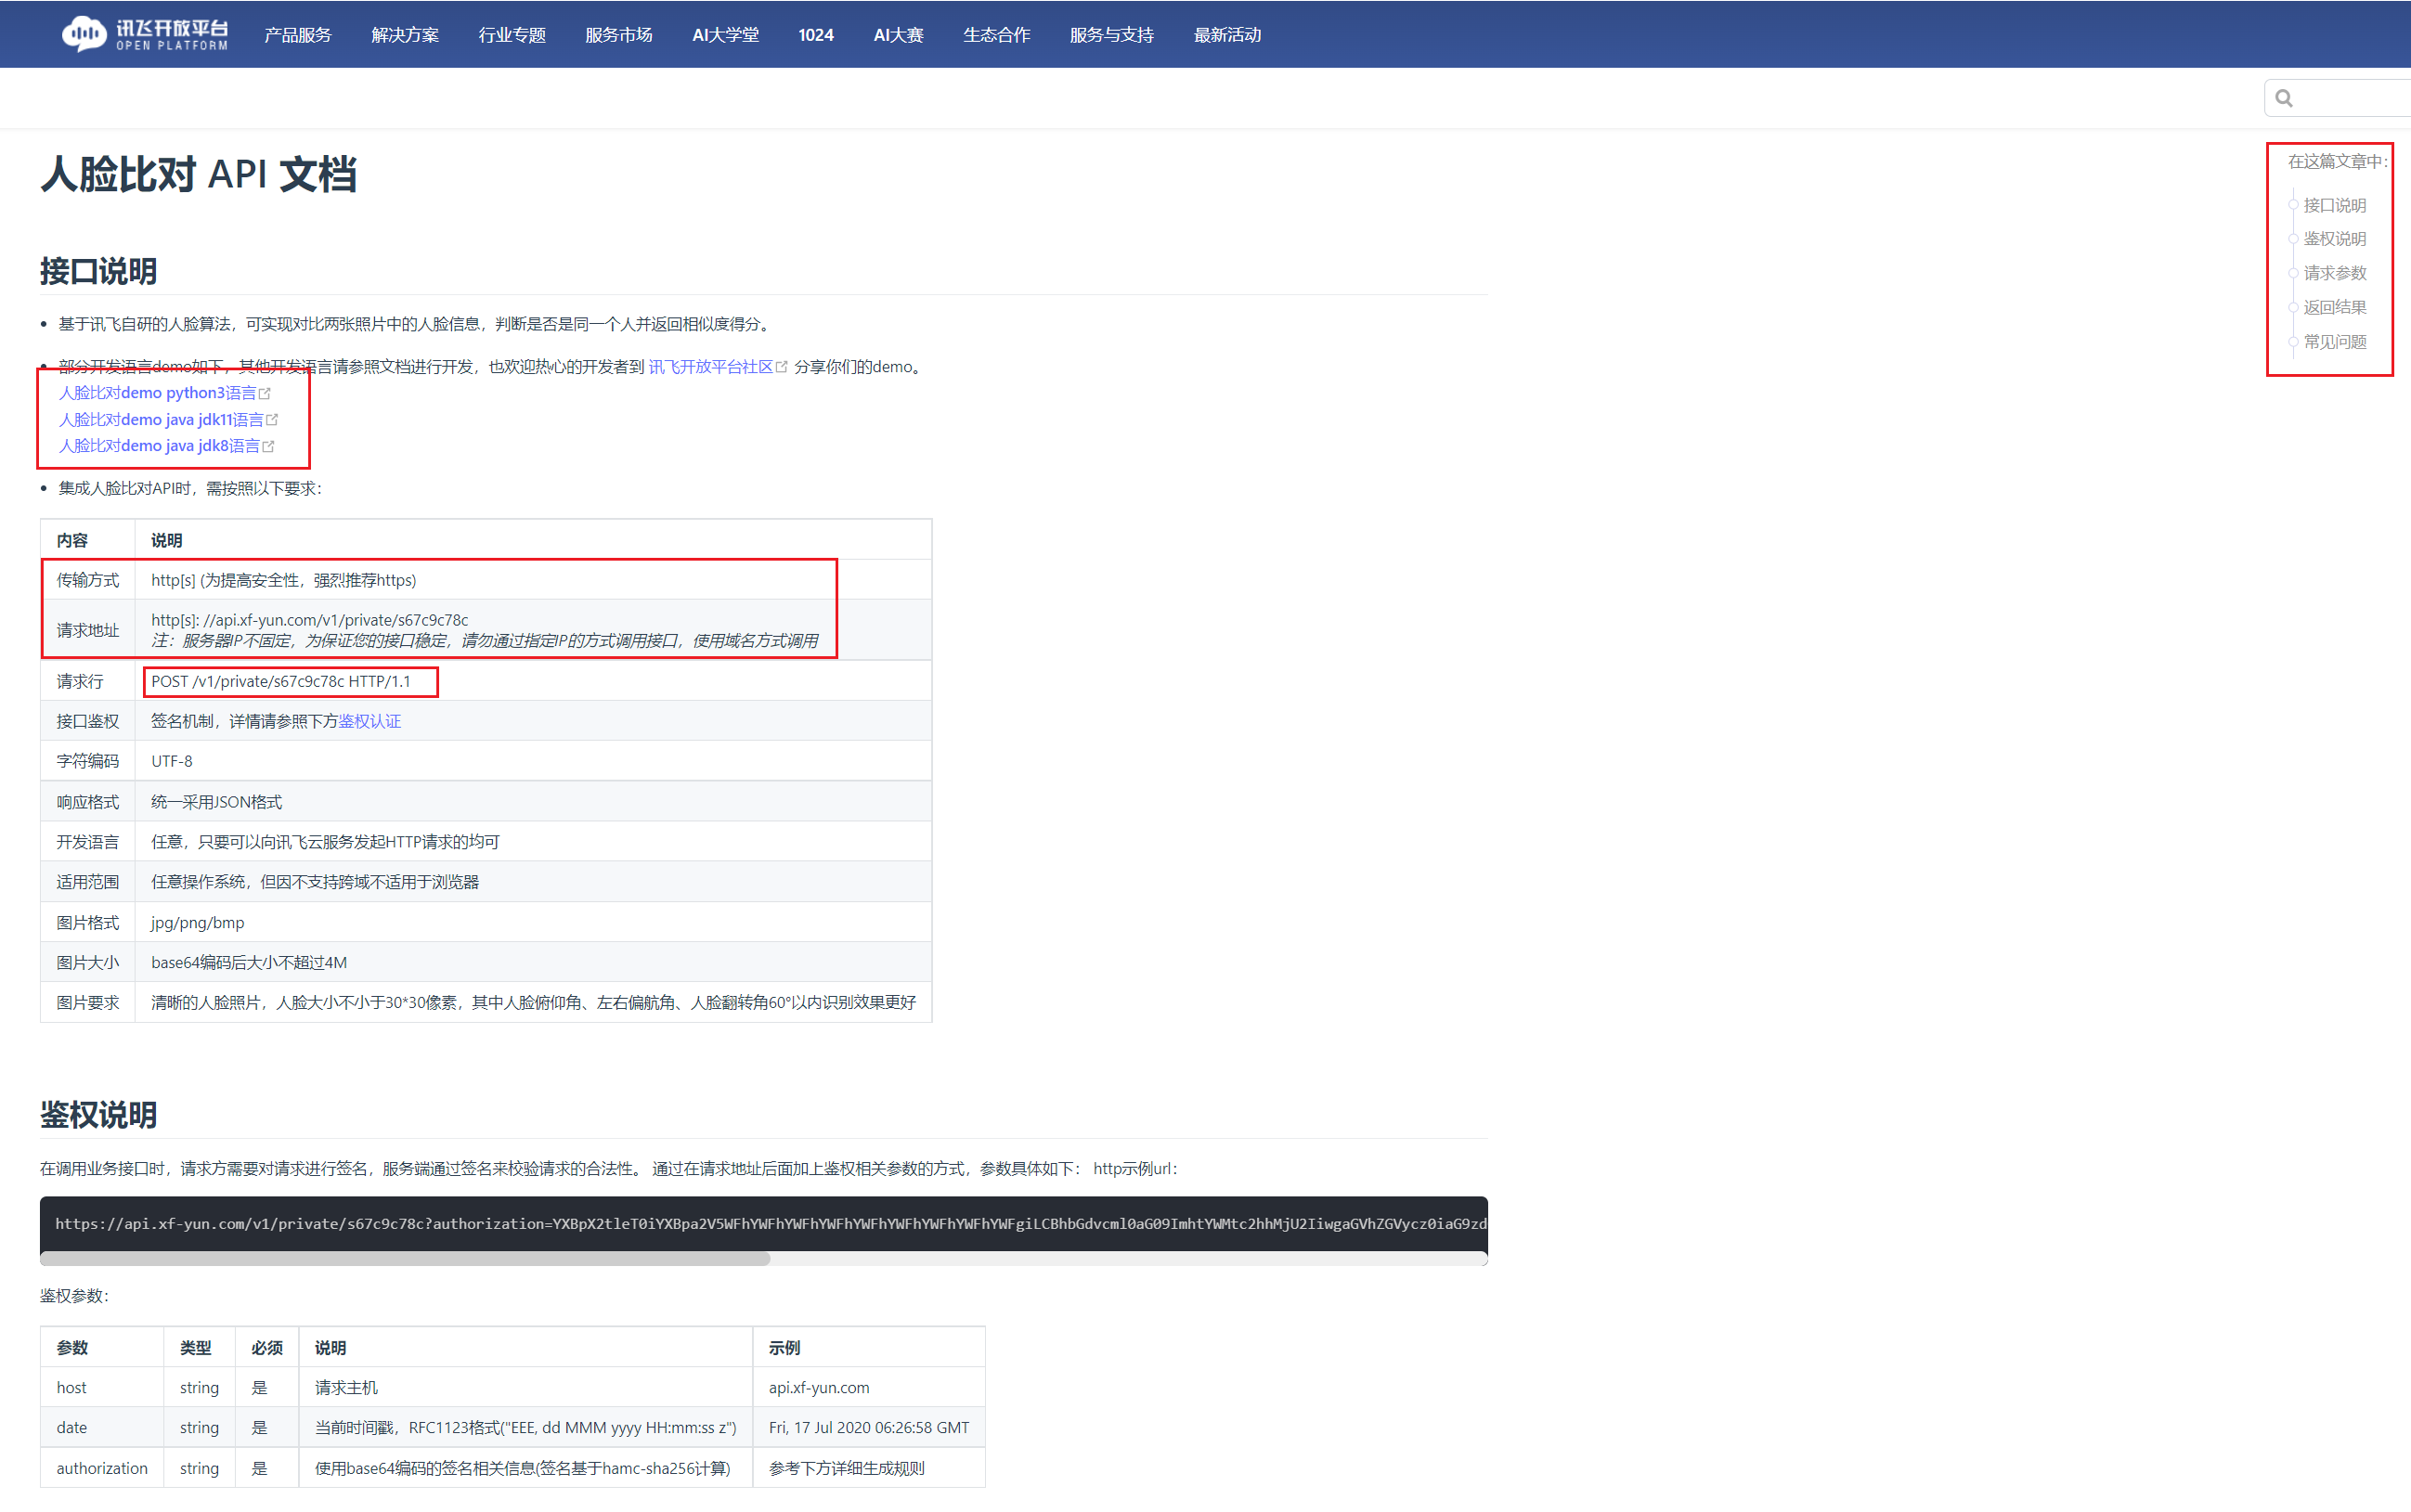 讯飞开放平台
OPEN PLATFORM
产品服务 解决方案 行业专题 服务市场 AI大学堂 1024 AI大赛 生态合作 服务与支持 最新活动
人脸比对 API 文档
在这篇文章中:
接口说明
鉴权说明
请求参数
返回结果
常见问题
接口说明
• 基于讯飞自研的人脸算法，可实现对比两张照片中的人脸信息，判断是否是同一个人并返回相似度得分。
• 部分开发语言demo如下，其他开发语言请参照文档进行开发，也欢迎热心的开发者到 讯飞开放平台社区 分享你们的demo。
人脸比对demo python3语言
人脸比对demo java jdk11语言
人脸比对demo java jdk8语言
• 集成人脸比对API时，需按照以下要求：
内容 说明
传输方式 http[s] (为提高安全性，强烈推荐https)
请求地址 http[s]: //api.xf-yun.com/v1/private/s67c9c78c
注：服务器IP不固定，为保证您的接口稳定，请勿通过指定IP的方式调用接口，使用域名方式调用
请求行 POST /v1/private/s67c9c78c HTTP/1.1
接口鉴权 签名机制，详情请参照下方鉴权认证
字符编码 UTF-8
响应格式 统一采用JSON格式
开发语言 任意，只要可以向讯飞云服务发起HTTP请求的均可
适用范围 任意操作系统，但因不支持跨域不适用于浏览器
图片格式 jpg/png/bmp
图片大小 base64编码后大小不超过4M
图片要求 清晰的人脸照片，人脸大小不小于30*30像素，其中人脸俯仰角、左右偏航角、人脸翻转角60°以内识别效果更好
鉴权说明
在调用业务接口时，请求方需要对请求进行签名，服务端通过签名来校验请求的合法性。 通过在请求地址后面加上鉴权相关参数的方式，参数具体如下： http示例url：
https://api.xf-yun.com/v1/private/s67c9c78c?authorization=YXBpX2tleT0iYXBpa2V5WFhYWFhYWFhYWFhYWFhYWFhYWFhYWFhYWFgiLCBhbGdvcml0aG09ImhtYWMtc2hhMjU2IiwgaGVhZGVycz0iaG9zd
鉴权参数：
参数 类型 必须 说明 示例
host string 是 请求主机 api.xf-yun.com
date string 是 当前时间戳，RFC1123格式("EEE, dd MMM yyyy HH:mm:ss z") Fri, 17 Jul 2020 06:26:58 GMT
authorization string 是 使用base64编码的签名相关信息(签名基于hamc-sha256计算) 参考下方详细生成规则